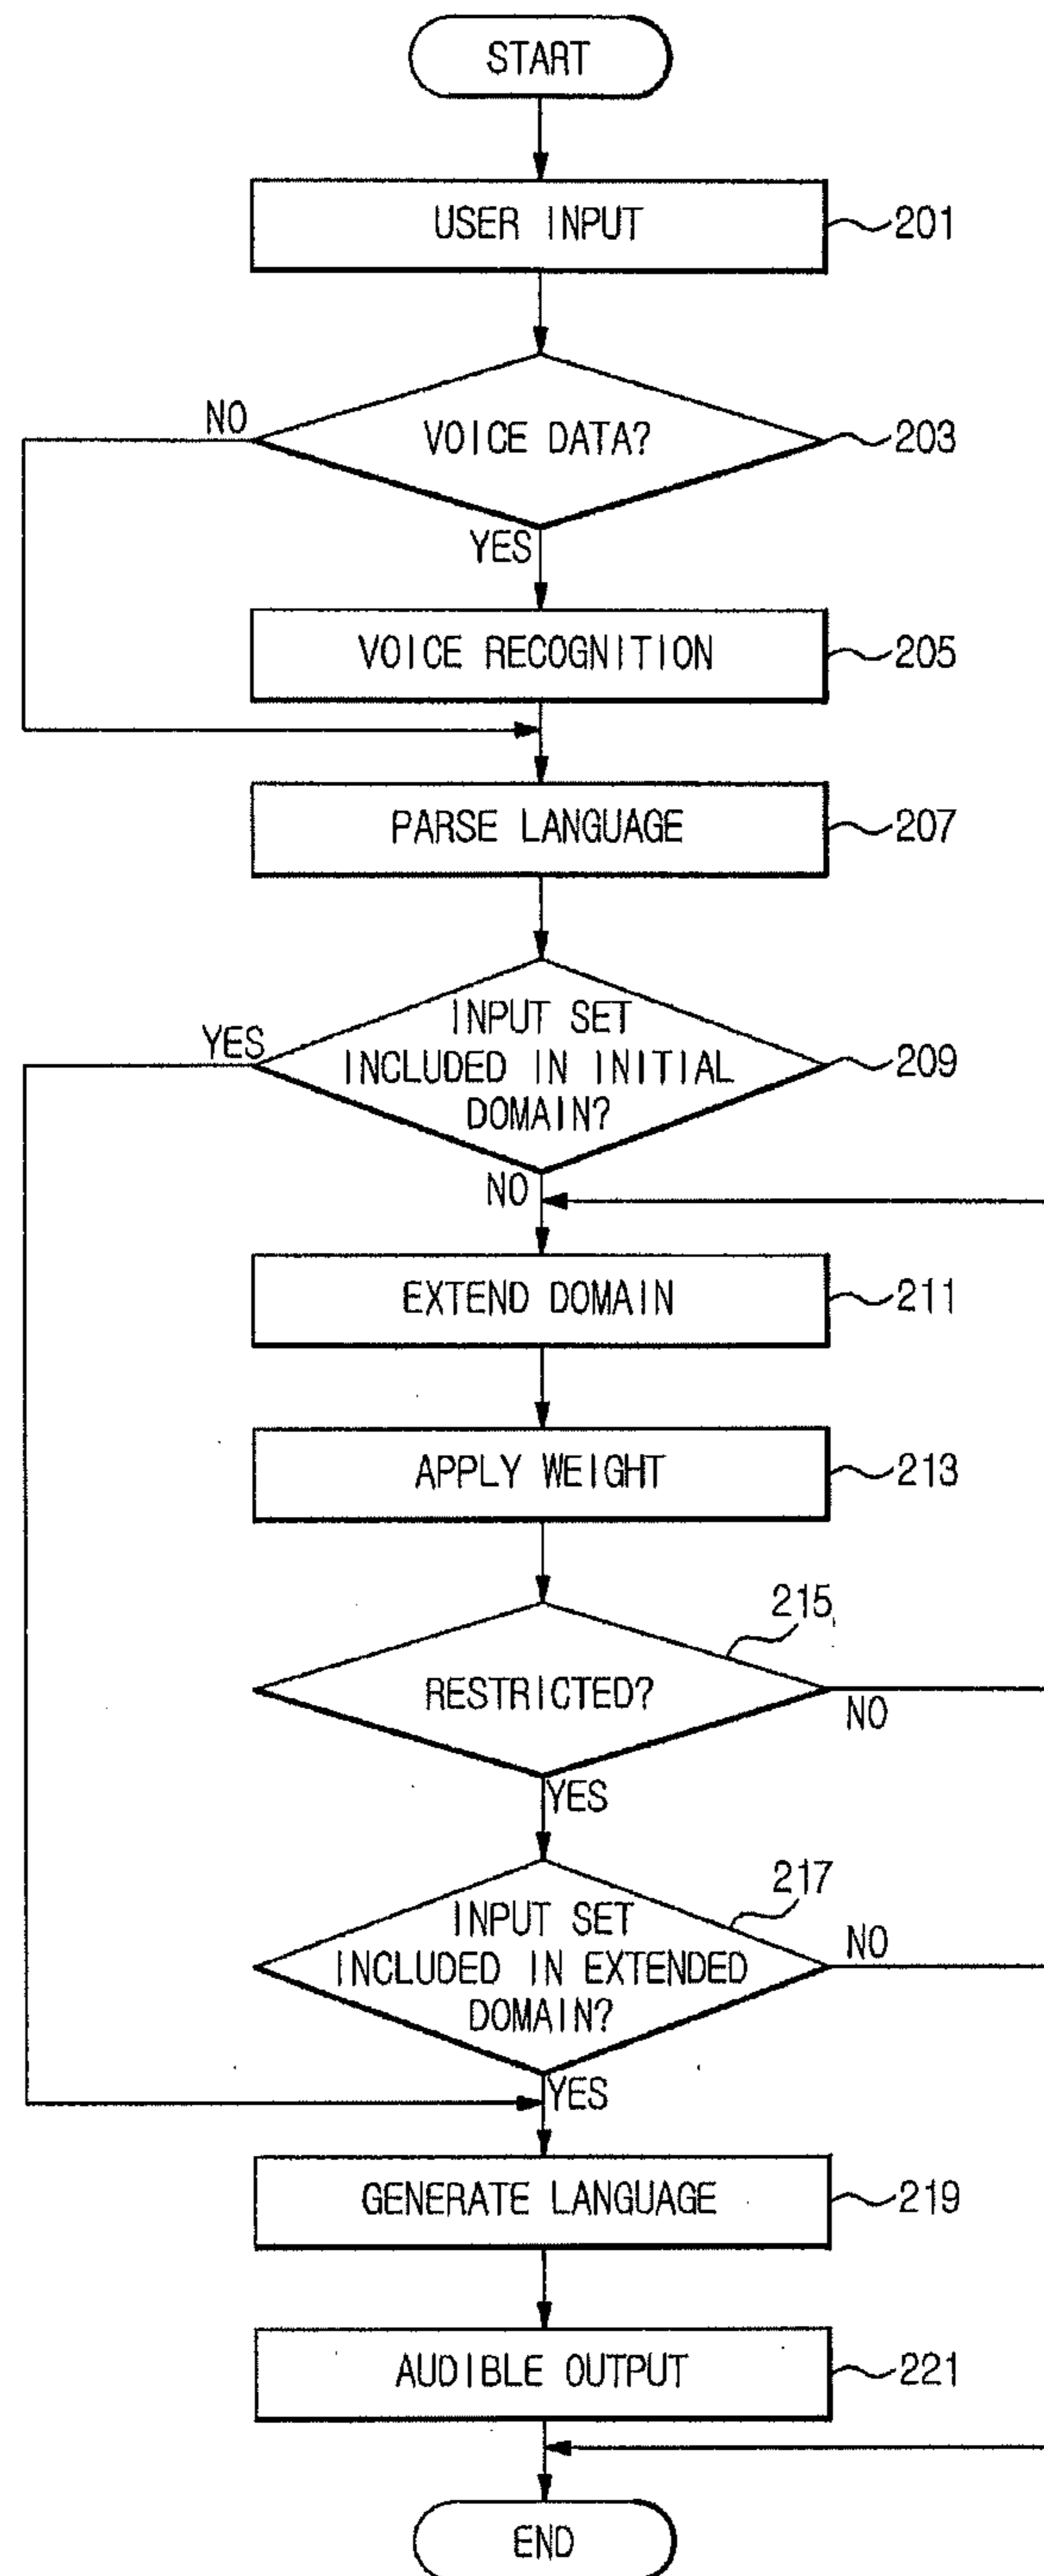 START
USER INPUT
201
NO
VOICE DATA?
203
YES
VOICE RECOGNITION
205
PARSE LANGUAGE
207
YES
INPUT SET
INCLUDED IN INITIAL
DOMAIN?
209
NO
EXTEND DOMAIN
211
APPLY WEIGHT
213
215
RESTRICTED?
NO
YES
217
INPUT SET
INCLUDED IN EXTENDED
DOMAIN?
NO
YES
GENERATE LANGUAGE
219
AUDIBLE OUTPUT
221
END